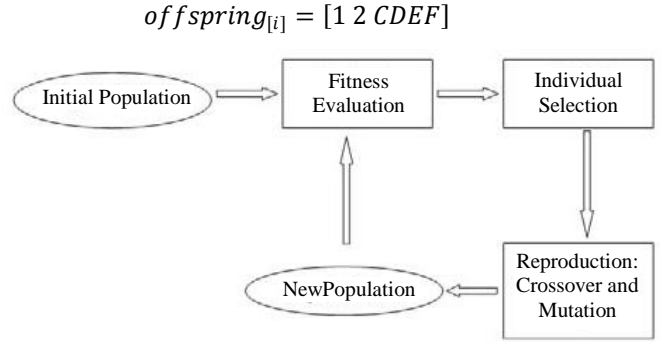 offspring[i] = [1 2 CDEF]
Initial Population
Fitness
Evaluation
Individual
Selection
NewPopulation
Reproduction:
Crossover and
Mutation